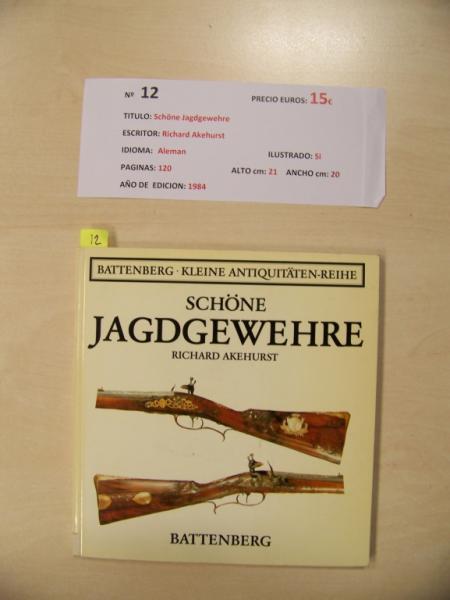 Nº 12 PRECIO EUROS: 15€
TITULO: Schöne Jagdgewehre
ESCRITOR: Richard Akehurst
IDIOMA: Aleman ILUSTRADO: Si
PAGINAS: 120 ALTO cm: 21 ANCHO cm: 20
AÑO DE EDICION: 1984
12
BATTENBERG · KLEINE ANTIQUITÄTEN-REIHE
SCHÖNE
JAGDGEWEHRE
RICHARD AKEHURST
BATTENBERG